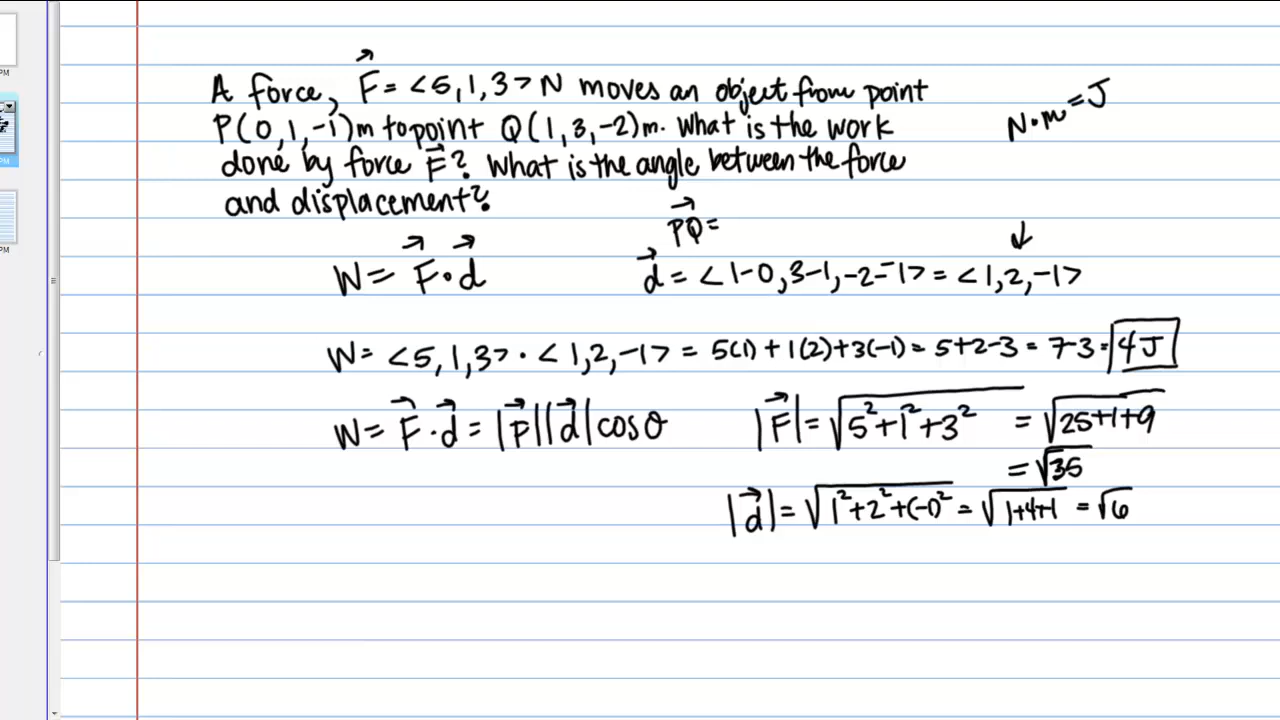 PM
A force, F⃗ = <5, 1, 3> N moves an object from point
P(0, 1, -1)m to point Q(1, 3, -2)m. What is the work
done by force F⃗? What is the angle between the force
and displacement?
N·m = J
PQ⃗ =
W = F⃗ · d⃗
d⃗ = <1-0, 3-1, -2--1> = <1, 2, -1>
W = <5, 1, 3> · <1, 2, -1> = 5(1) + 1(2) + 3(-1) = 5+2-3 = 7-3 = 4J
W = F⃗ · d⃗ = |F⃗||d⃗| cos θ
|F⃗| = √(5² + 1² + 3²) = √(25+1+9)
= √35
|d⃗| = √(1² + 2² + (-1)²) = √(1+4+1) = √6
PM
PM